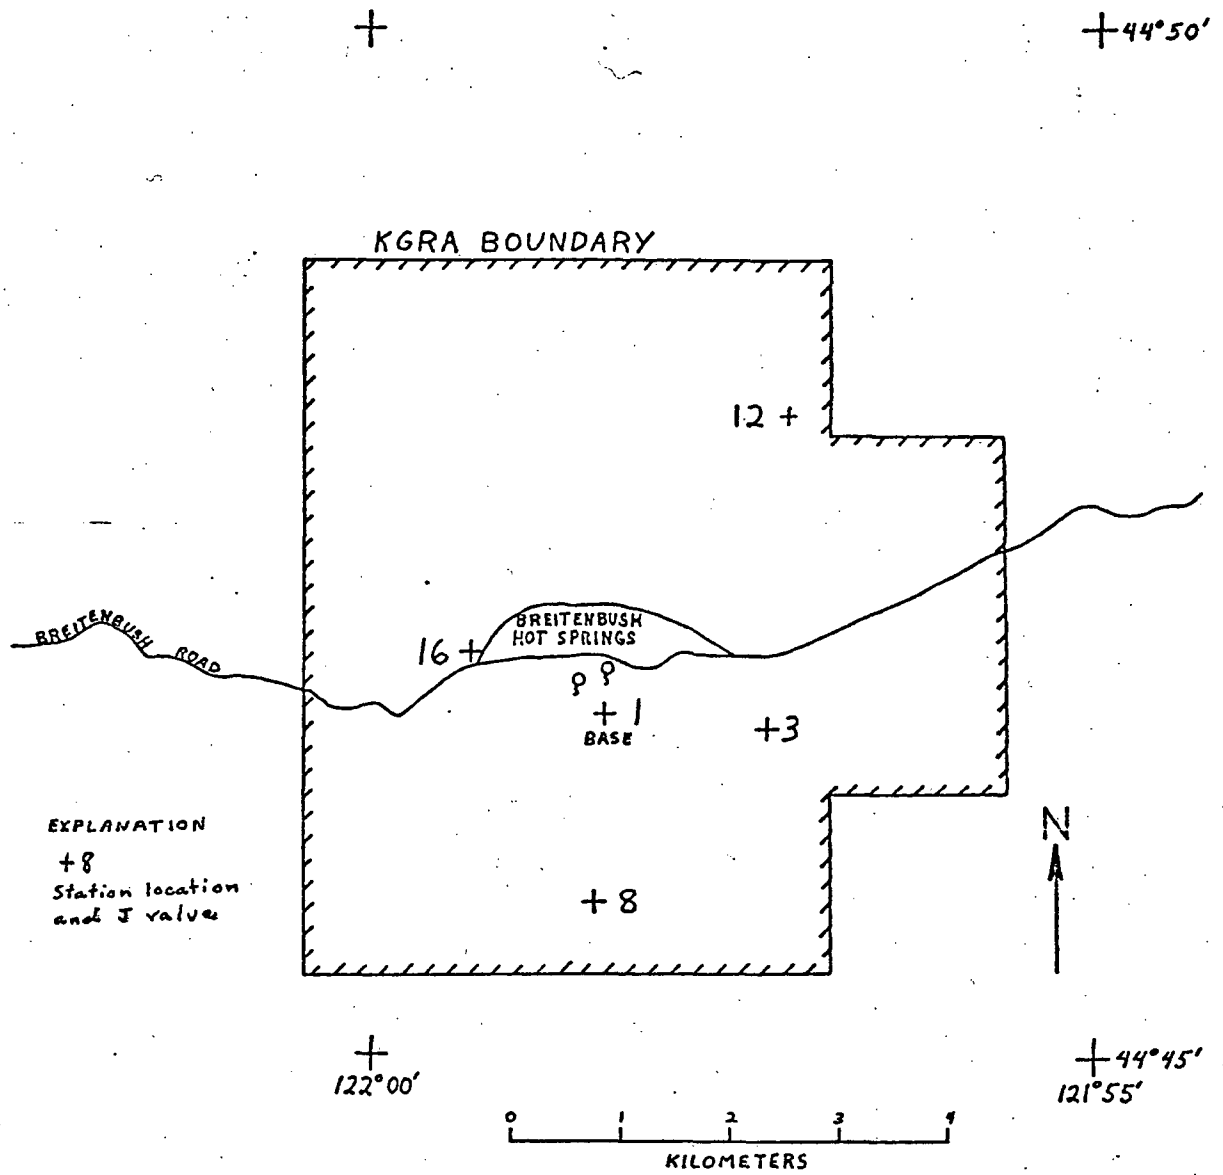 44°50'
KGRA BOUNDARY
12
BREITENBUSH
HOT SPRINGS
BREITENBUSH ROAD
16
1
BASE
3
EXPLANATION
+8
Station location
and J value
8
N
44°45'
122°00'
121°55'
0 1 2 3 4
KILOMETERS